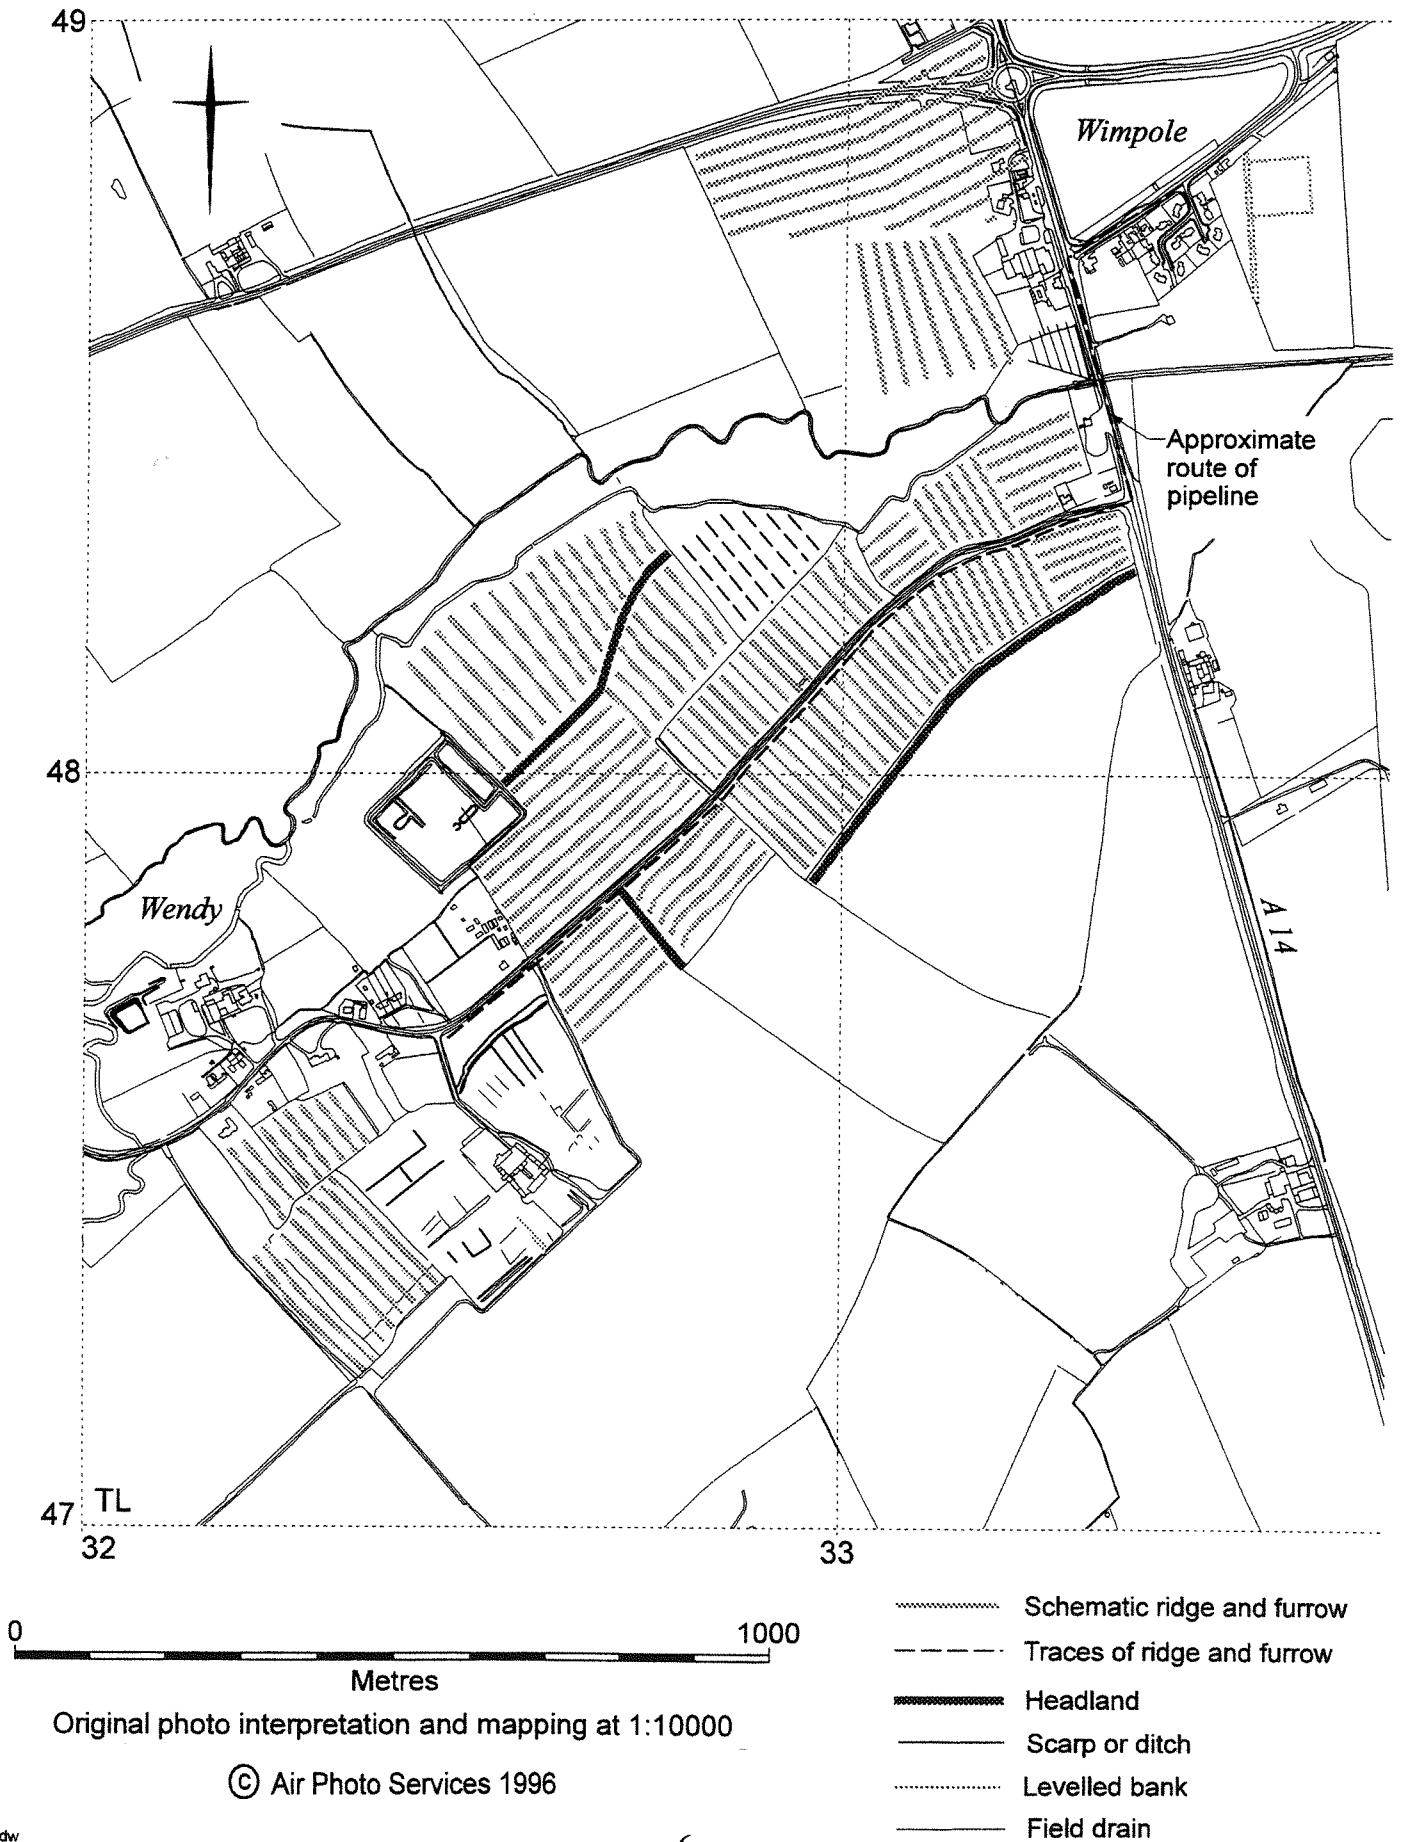 49
Wimpole
Approximate
route of
pipeline
48
Wendy
A 14
47
TL
32
33
0
1000
Metres
Original photo interpretation and mapping at 1:10000
© Air Photo Services 1996
Schematic ridge and furrow
Traces of ridge and furrow
Headland
Scarp or ditch
Levelled bank
Field drain
dw